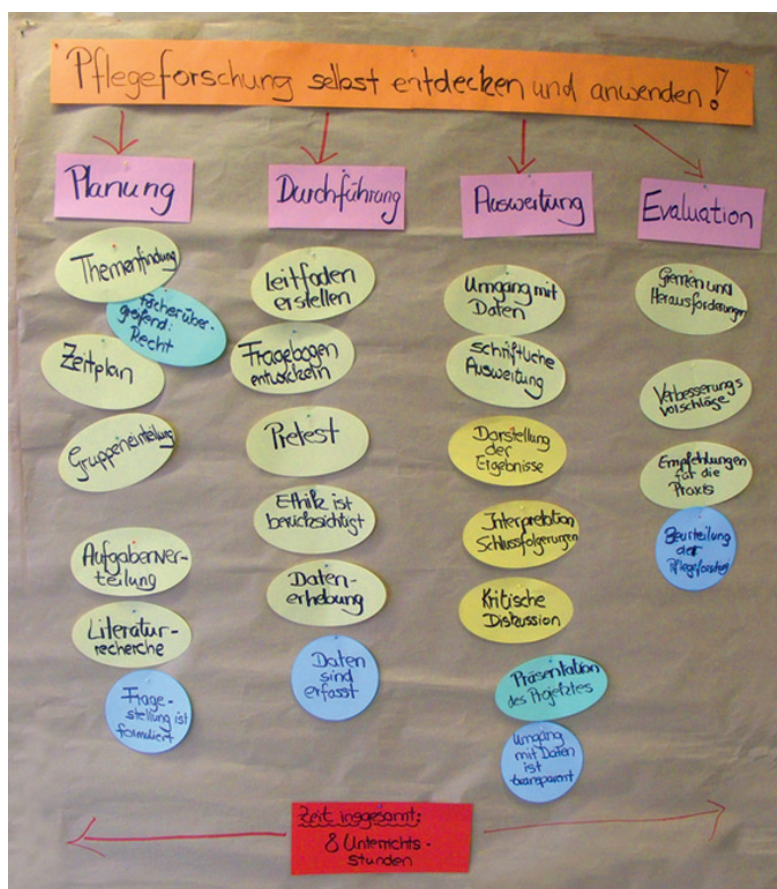 Pflegeforschung selbst entdecken und anwenden!
Planung
Themenfindung
Fächerüber-
greifend:
Recht
Zeitplan
Gruppeneinteilung
Aufgabenver-
teilung
Literatur-
recherche
Frage-
stellung ist
formuliert
Durchführung
Leitfaden
erstellen
Fragebogen
entwickeln
Pretest
Ethik ist
berücksichtigt
Daten-
erhebung
Daten
sind
erfasst
Auswertung
Umgang mit
Daten
schriftliche
Auswertung
Darstellung
der
Ergebnisse
Interpretation
Schlussfolgerungen
Kritische
Diskussion
Präsentation
des Projektes
Umgang
mit Daten
ist
transparent
Evaluation
Grenzen und
Herausforderungen
Verbesserungs
vorschläge
Empfehlungen
für die
Praxis
Beurteilung
der
Pflegeforschung
Zeit insgesamt:
8 Unterrichts-
stunden